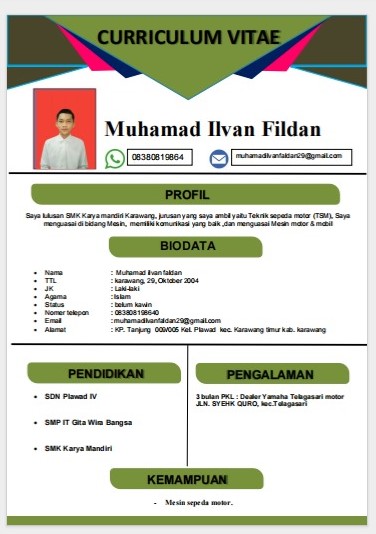 CURRICULUM VITAE
Muhamad Ilvan Fildan
08380819864
muhamadilvanfaldan29@gmail.com
PROFIL
Saya lulusan SMK Karya mandiri Karawang, jurusan yang saya ambil yaitu Teknik sepeda motor (TSM), Saya
menguasai di bidang Mesin, memiliki komunikasi yang baik ,dan menguasai Mesin motor & mobil
BIODATA
• Nama : Muhamad ilvan faldan
• TTL : karawang, 29, Oktober 2004
• JK : Laki-laki
• Agama : Islam
• Status : belum kawin
• Nomer telepon : 083808198640
• Email : muhamadilvanfaldan29@gmail.com
• Alamat : KP. Tanjung 009/005 Kel. Plawad kec. Karawang timur kab. karawang
PENDIDIKAN
• SDN Plawad IV
• SMP IT Gita Wira Bangsa
• SMK Karya Mandiri
PENGALAMAN
3 bulan PKL : Dealer Yamaha Telagasari motor
JLN. SYEHK QURO, kec.Telagasari
KEMAMPUAN
- Mesin sepeda motor.